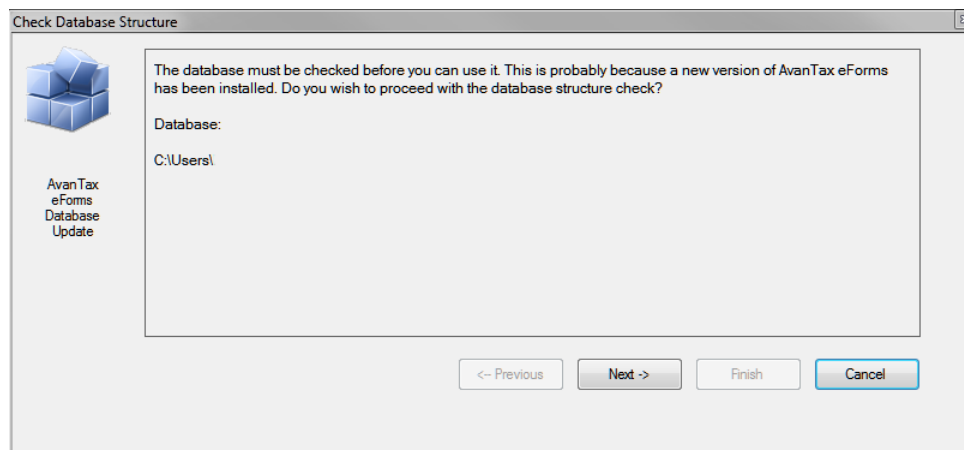 Check Database Structure
The database must be checked before you can use it. This is probably because a new version of AvanTax eForms
has been installed. Do you wish to proceed with the database structure check?
Database:
C:\Users\
AvanTax
eForms
Database
Update
<-- Previous
Next ->
Finish
Cancel